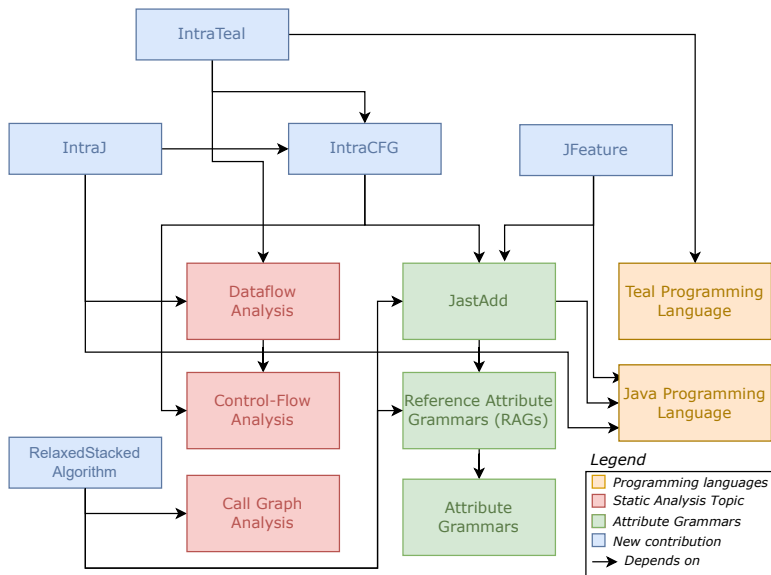 IntraTeal
IntraJ
IntraCFG
JFeature
Dataflow
Analysis
JastAdd
Teal Programming
Language
Control-Flow
Analysis
Reference Attribute
Grammars (RAGs)
Java Programming
Language
RelaxedStacked
Algorithm
Call Graph
Analysis
Attribute
Grammars
Legend
Programming languages
Static Analysis Topic
Attribute Grammars
New contribution
Depends on